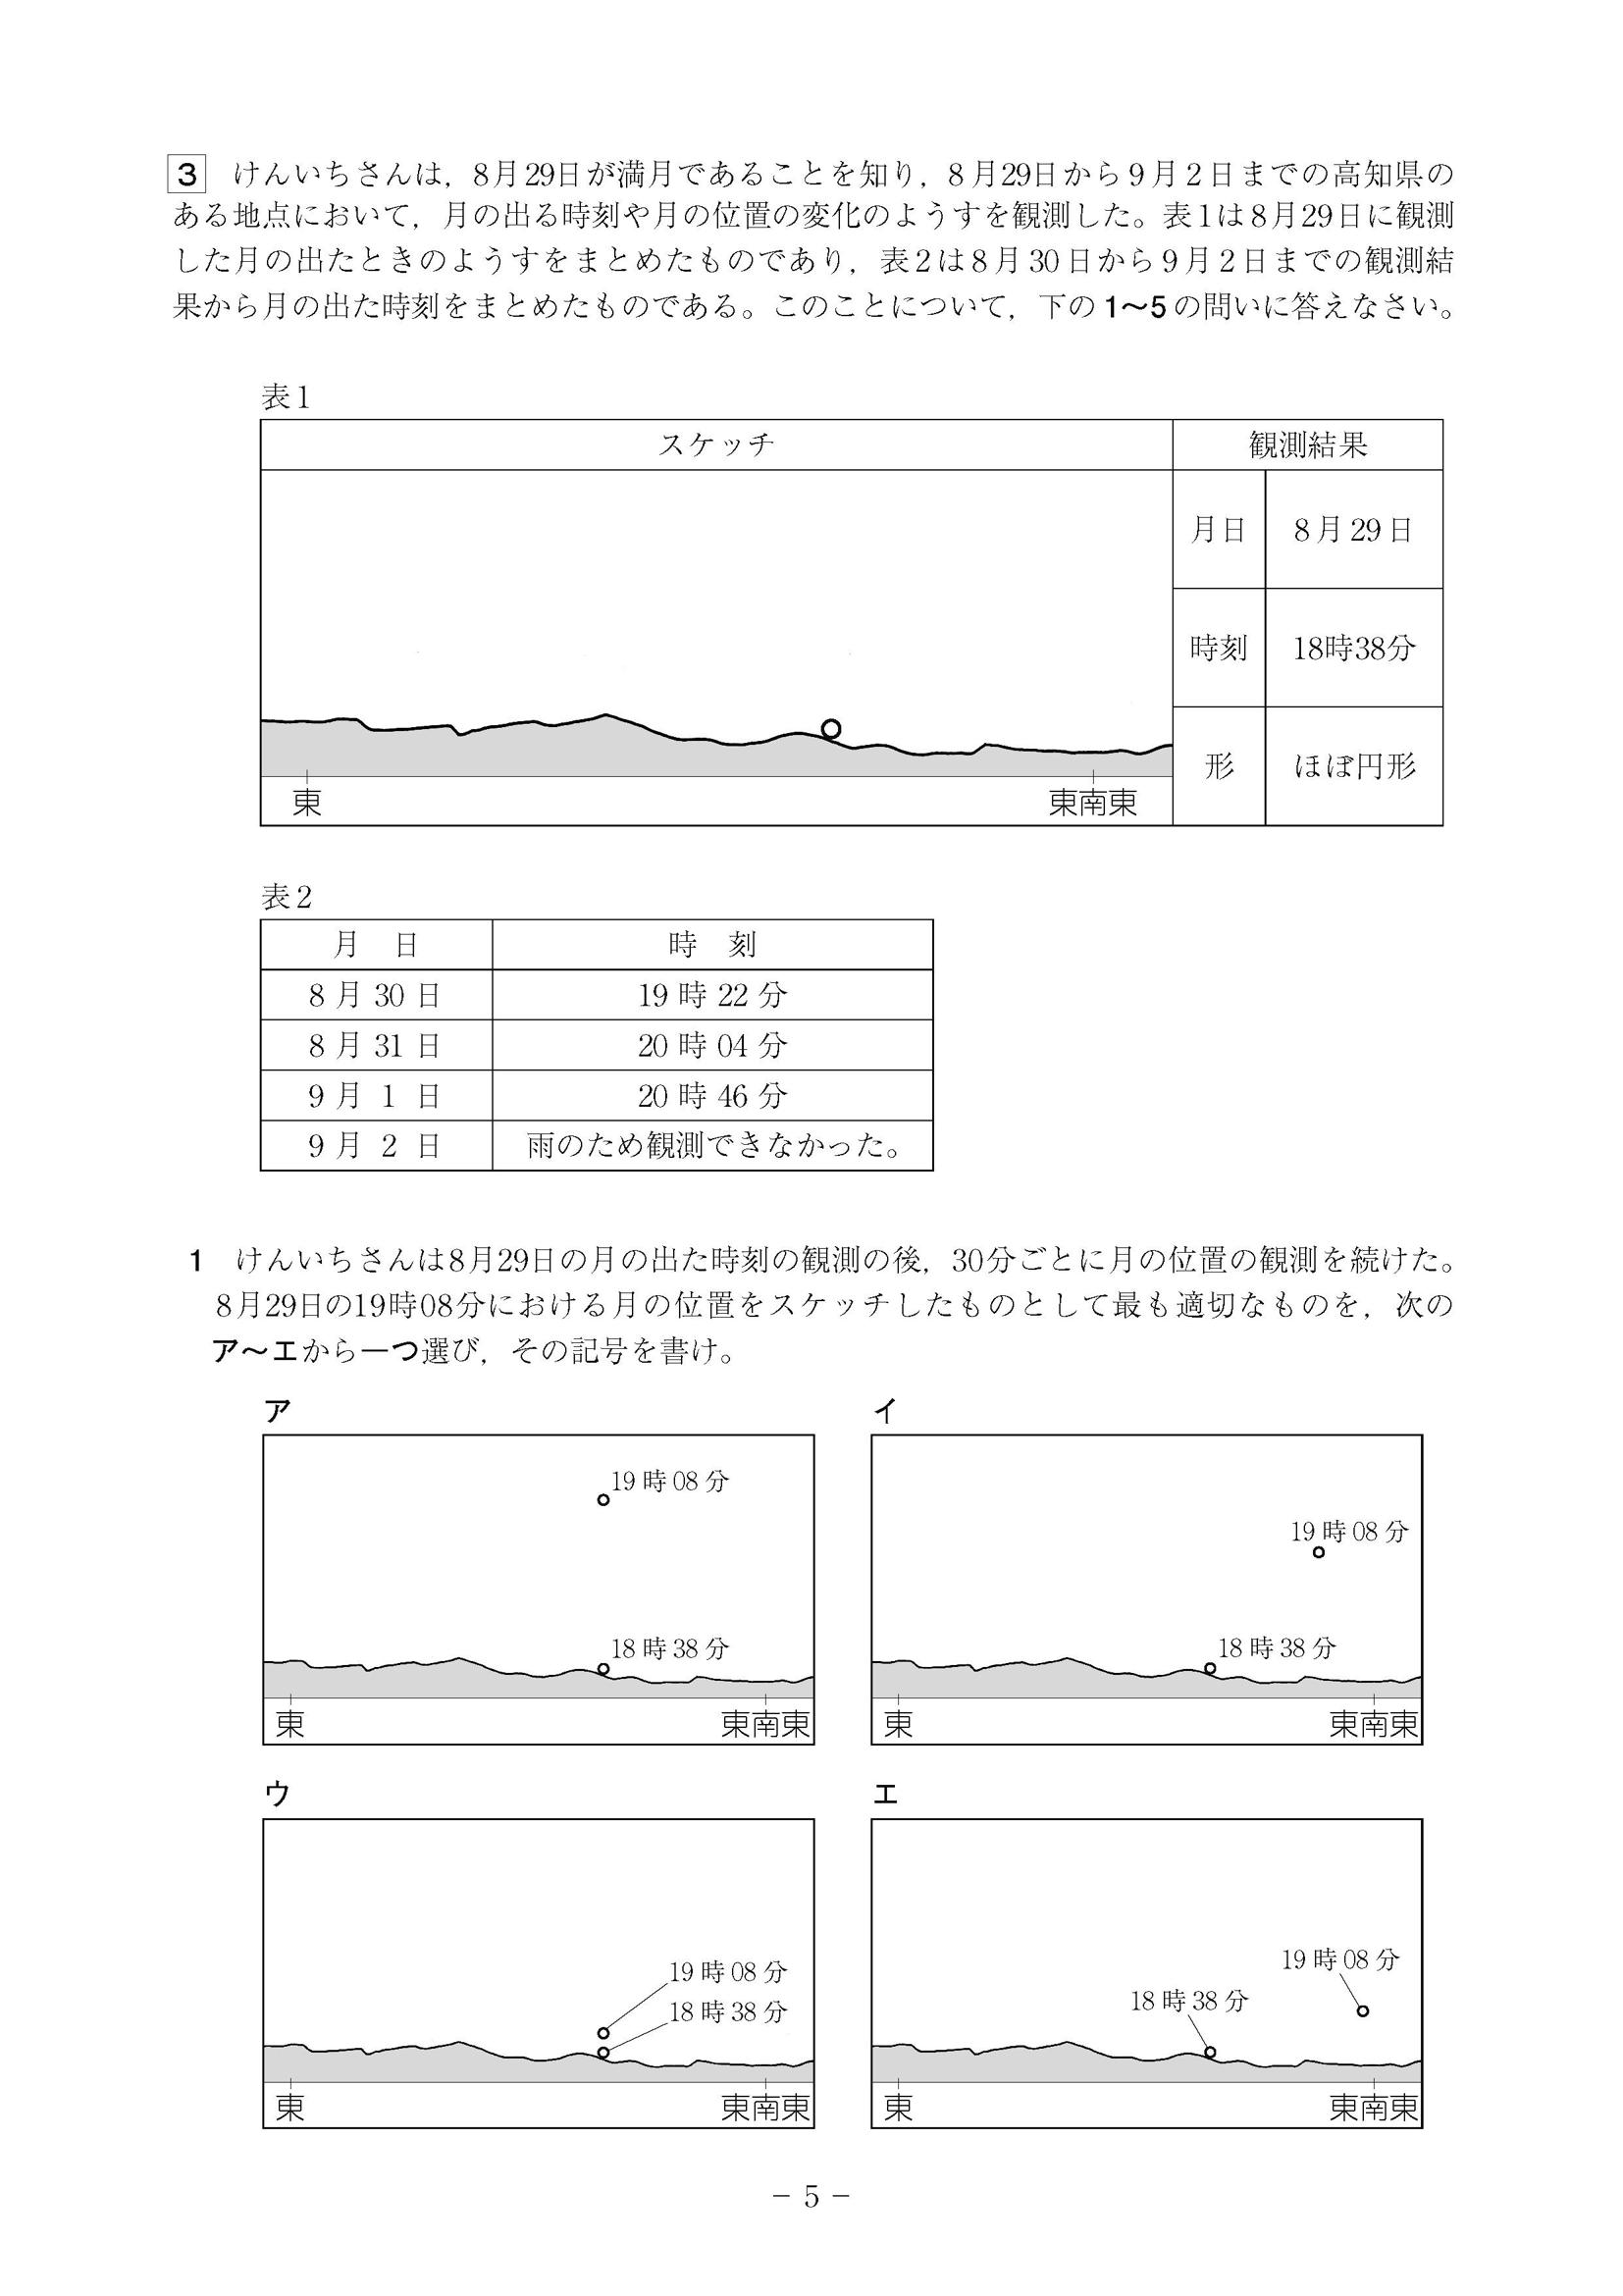 3 けんいちさんは，8月29日が満月であることを知り，8月29日から9月2日までの高知県の
ある地点において，月の出る時刻や月の位置の変化のようすを観測した。表1は8月29日に観測
した月の出たときのようすをまとめたものであり，表2は8月30日から9月2日までの観測結
果から月の出た時刻をまとめたものである。このことについて，下の1～5の問いに答えなさい。
表1
スケッチ 観測結果
月日 8月29日
時刻 18時38分
形 ほぼ円形
東 東南東
表2
月 日 時 刻
8月30日 19時22分
8月31日 20時04分
9月1日 20時46分
9月2日 雨のため観測できなかった。
1 けんいちさんは8月29日の月の出た時刻の観測の後，30分ごとに月の位置の観測を続けた。
8月29日の19時08分における月の位置をスケッチしたものとして最も適切なものを，次の
ア～エから一つ選び，その記号を書け。
ア
19時08分
18時38分
東 東南東
イ
19時08分
18時38分
東 東南東
ウ
19時08分
18時38分
東 東南東
エ
19時08分
18時38分
東 東南東
－ 5 －